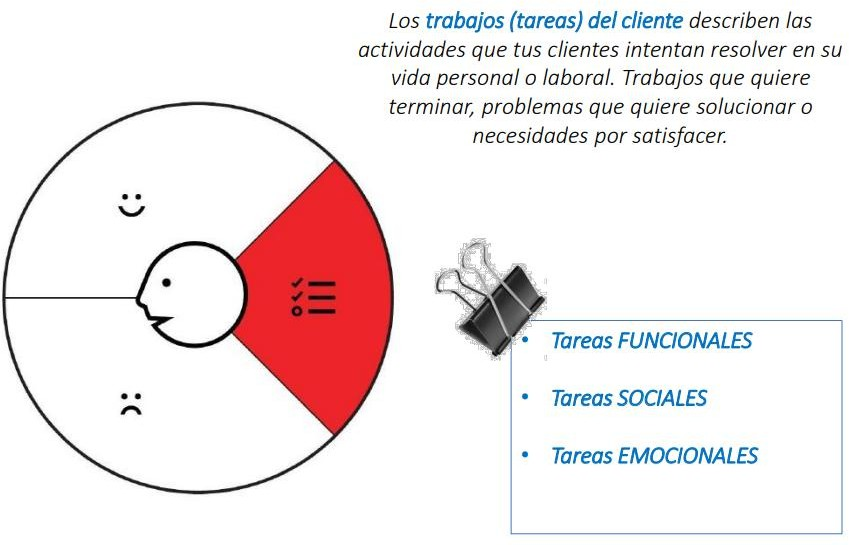 Los trabajos (tareas) del cliente describen las
actividades que tus clientes intentan resolver en su
vida personal o laboral. Trabajos que quiere
terminar, problemas que quiere solucionar o
necesidades por satisfacer.
• Tareas FUNCIONALES
• Tareas SOCIALES
• Tareas EMOCIONALES